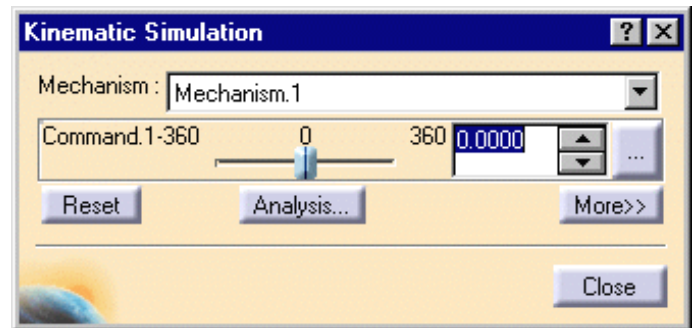 Kinematic Simulation ? X
Mechanism : Mechanism.1
Command.1-360 0 360 0.0000 ...
Reset Analysis... More>>
Close